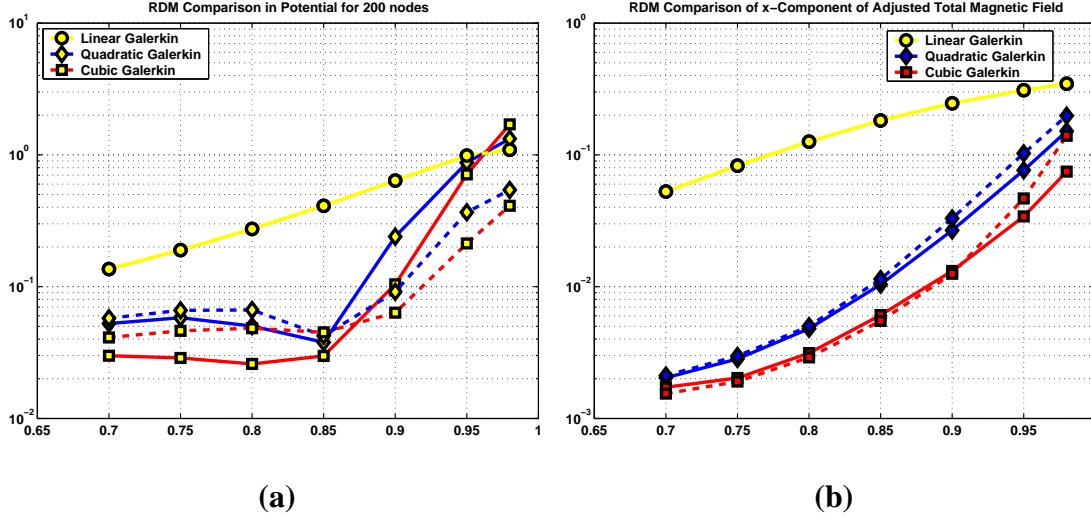 RDM Comparison in Potential for 200 nodes
10^1
10^0
10^-1
10^-2
Linear Galerkin
Quadratic Galerkin
Cubic Galerkin
0.65 0.7 0.75 0.8 0.85 0.9 0.95 1
(a)
RDM Comparison of x-Component of Adjusted Total Magnetic Field
10^0
10^-1
10^-2
10^-3
Linear Galerkin
Quadratic Galerkin
Cubic Galerkin
0.65 0.7 0.75 0.8 0.85 0.9 0.95
(b)